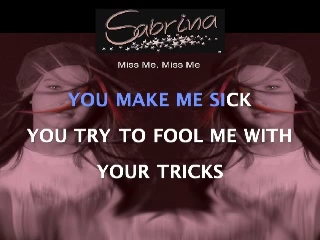 Sabrina
Miss Me, Miss Me
YOU MAKE ME SICK
YOU TRY TO FOOL ME WITH
YOUR TRICKS